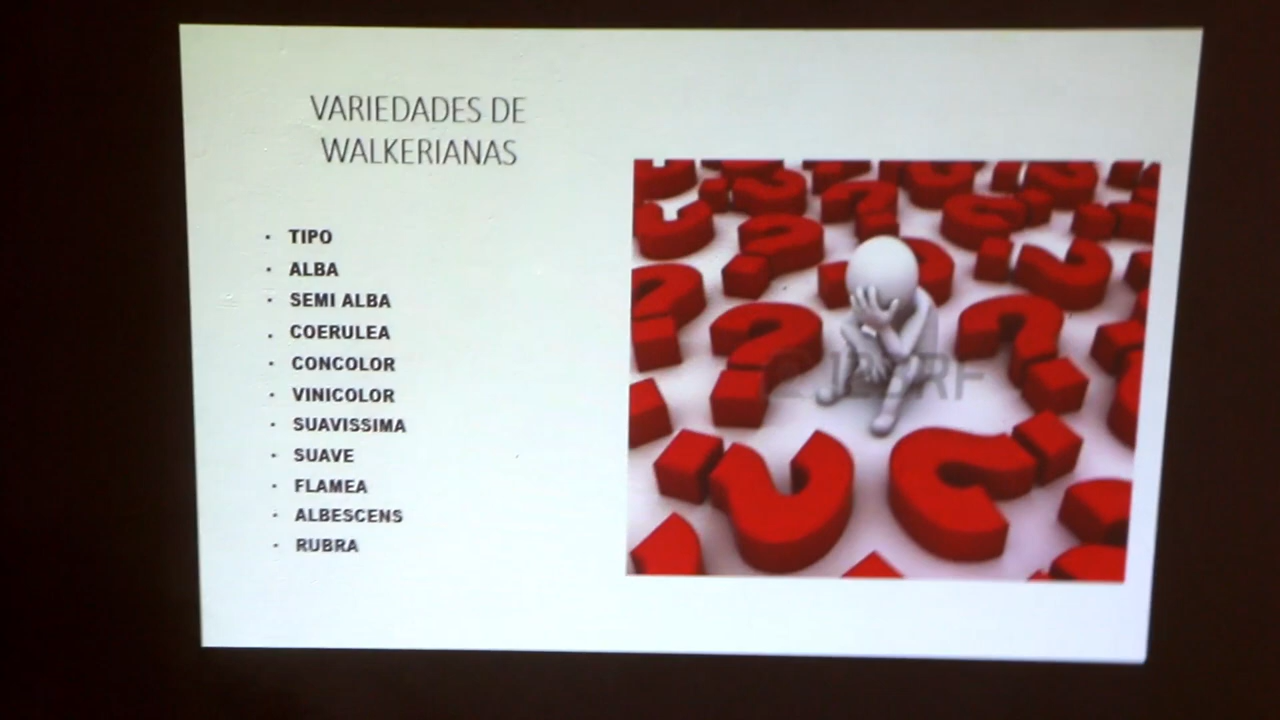 VARIEDADES DE
WALKERIANAS
· TIPO
· ALBA
· SEMI ALBA
. COERULEA
· CONCOLOR
· VINICOLOR
· SUAVISSIMA
· SUAVE
· FLAMEA
· ALBESCENS
· RUBRA